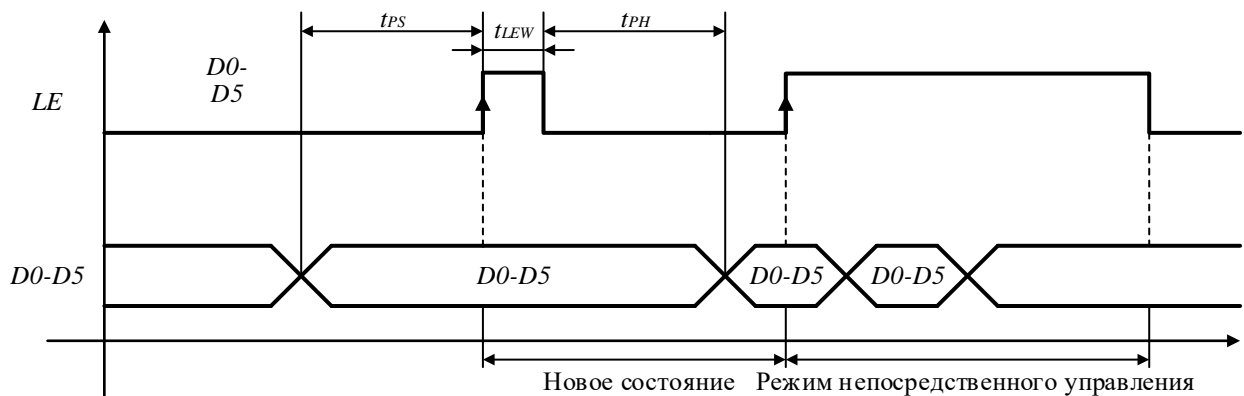 tPS
tLEW
tPH
D0-
D5
LE
D0-D5
D0-D5
D0-D5
D0-D5
Новое состояние
Режим непосредственного управления